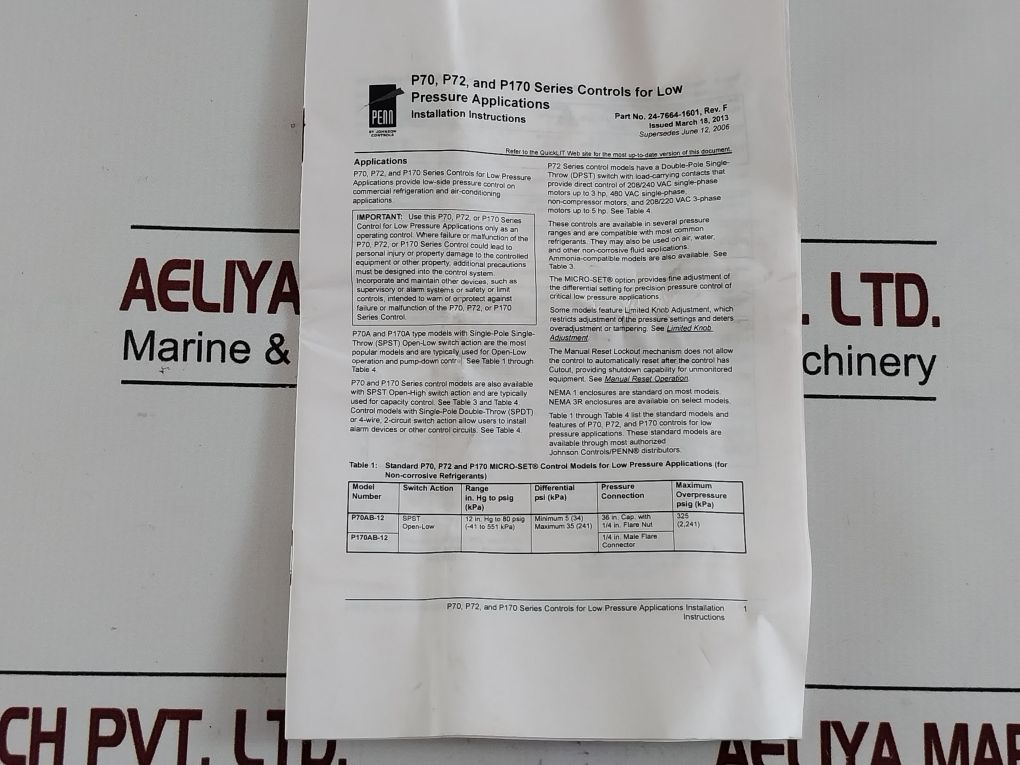 P70, P72, and P170 Series Controls for Low
Pressure Applications
Installation Instructions
PENN
BY JOHNSON
CONTROLS
Part No. 24-7664-1601, Rev. F
Issued March 18, 2013
Supersedes June 12, 2006
Refer to the QuickLIT Web site for the most up-to-date version of this document.
Applications
P70, P72, and P170 Series Controls for Low Pressure
Applications provide low-side pressure control on
commercial refrigeration and air-conditioning
applications.
IMPORTANT: Use this P70, P72, or P170 Series
Control for Low Pressure Applications only as an
operating control. Where failure or malfunction of the
P70, P72, or P170 Series Control could lead to
personal injury or property damage to the controlled
equipment or other property, additional precautions
must be designed into the control system.
Incorporate and maintain other devices, such as
supervisory or alarm systems or safety or limit
controls, intended to warn of or protect against
failure or malfunction of the P70, P72, or P170
Series Control.
P70A and P170A type models with Single-Pole Single-
Throw (SPST) Open-Low switch action are the most
popular models and are typically used for Open-Low
operation and pump-down control. See Table 1 through
Table 4.
P70 and P170 Series control models are also available
with SPST Open-High switch action and are typically
used for capacity control. See Table 3 and Table 4.
Control models with Single-Pole Double-Throw (SPDT)
or 4-wire, 2-circuit switch action allow users to install
alarm devices or other control circuits. See Table 4.
P72 Series control models have a Double-Pole Single-
Throw (DPST) switch with load-carrying contacts that
provide direct control of 208/240 VAC single-phase
motors up to 3 hp, 480 VAC single-phase,
non-compressor motors, and 208/220 VAC 3-phase
motors up to 5 hp. See Table 4.
These controls are available in several pressure
ranges and are compatible with most common
refrigerants. They may also be used on air, water,
and other non-corrosive fluid applications.
Ammonia-compatible models are also available. See
Table 3.
The MICRO-SET® option provides fine adjustment of
the differential setting for precision pressure control of
critical low pressure applications.
Some models feature Limited Knob Adjustment, which
restricts adjustment of the pressure settings and deters
overadjustment or tampering. See Limited Knob
Adjustment.
The Manual Reset Lockout mechanism does not allow
the control to automatically reset after the control has
Cutout, providing shutdown capability for unmonitored
equipment. See Manual Reset Operation.
NEMA 1 enclosures are standard on most models.
NEMA 3R enclosures are available on select models.
Table 1 through Table 4 list the standard models and
features of P70, P72, and P170 controls for low
pressure applications. These standard models are
available through most authorized
Johnson Controls/PENN® distributors.
Table 1: Standard P70, P72 and P170 MICRO-SET® Control Models for Low Pressure Applications (for
Non-corrosive Refrigerants)
Model Number Switch Action Range in. Hg to psig (kPa) Differential psi (kPa) Pressure Connection Maximum Overpressure psig (kPa)
P70AB-12 SPST Open-Low 12 in. Hg to 80 psig (-41 to 551 kPa) Minimum 5 (34) Maximum 35 (241) 36 in. Cap. with 1/4 in. Flare Nut 325 (2,241)
P170AB-12 1/4 in. Male Flare Connector
P70, P72, and P170 Series Controls for Low Pressure Applications Installation 1
Instructions
AELIYA . LTD.
Marine & chinery
CH PVT. LTD. AELIYA MAR